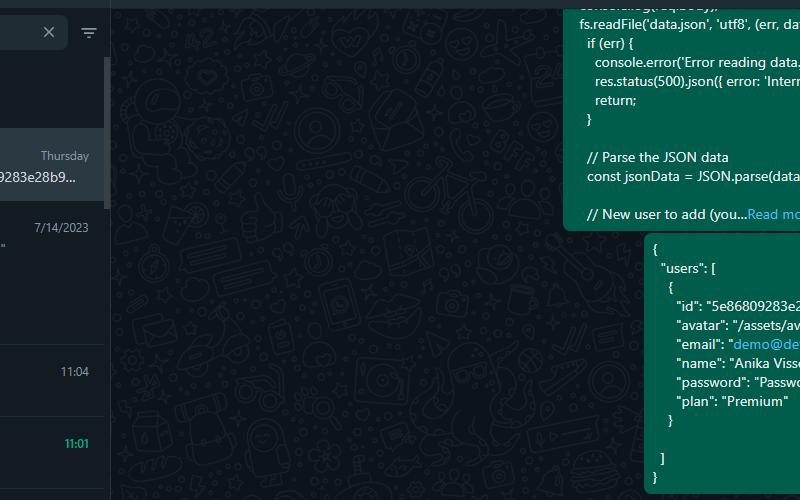 Thursday
9283e28b9...
7/14/2023
"
11:04
11:01
fs.readFile('data.json', 'utf8', (err, da
if (err) {
console.error('Error reading data.
res.status(500).json({ error: 'Intern
return;
}
// Parse the JSON data
const jsonData = JSON.parse(data
// New user to add (you...Read mo
{
"users": [
{
"id": "5e86809283e2
"avatar": "/assets/av
"email": "demo@de
"name": "Anika Viss
"password": "Passwo
"plan": "Premium"
}
]
}